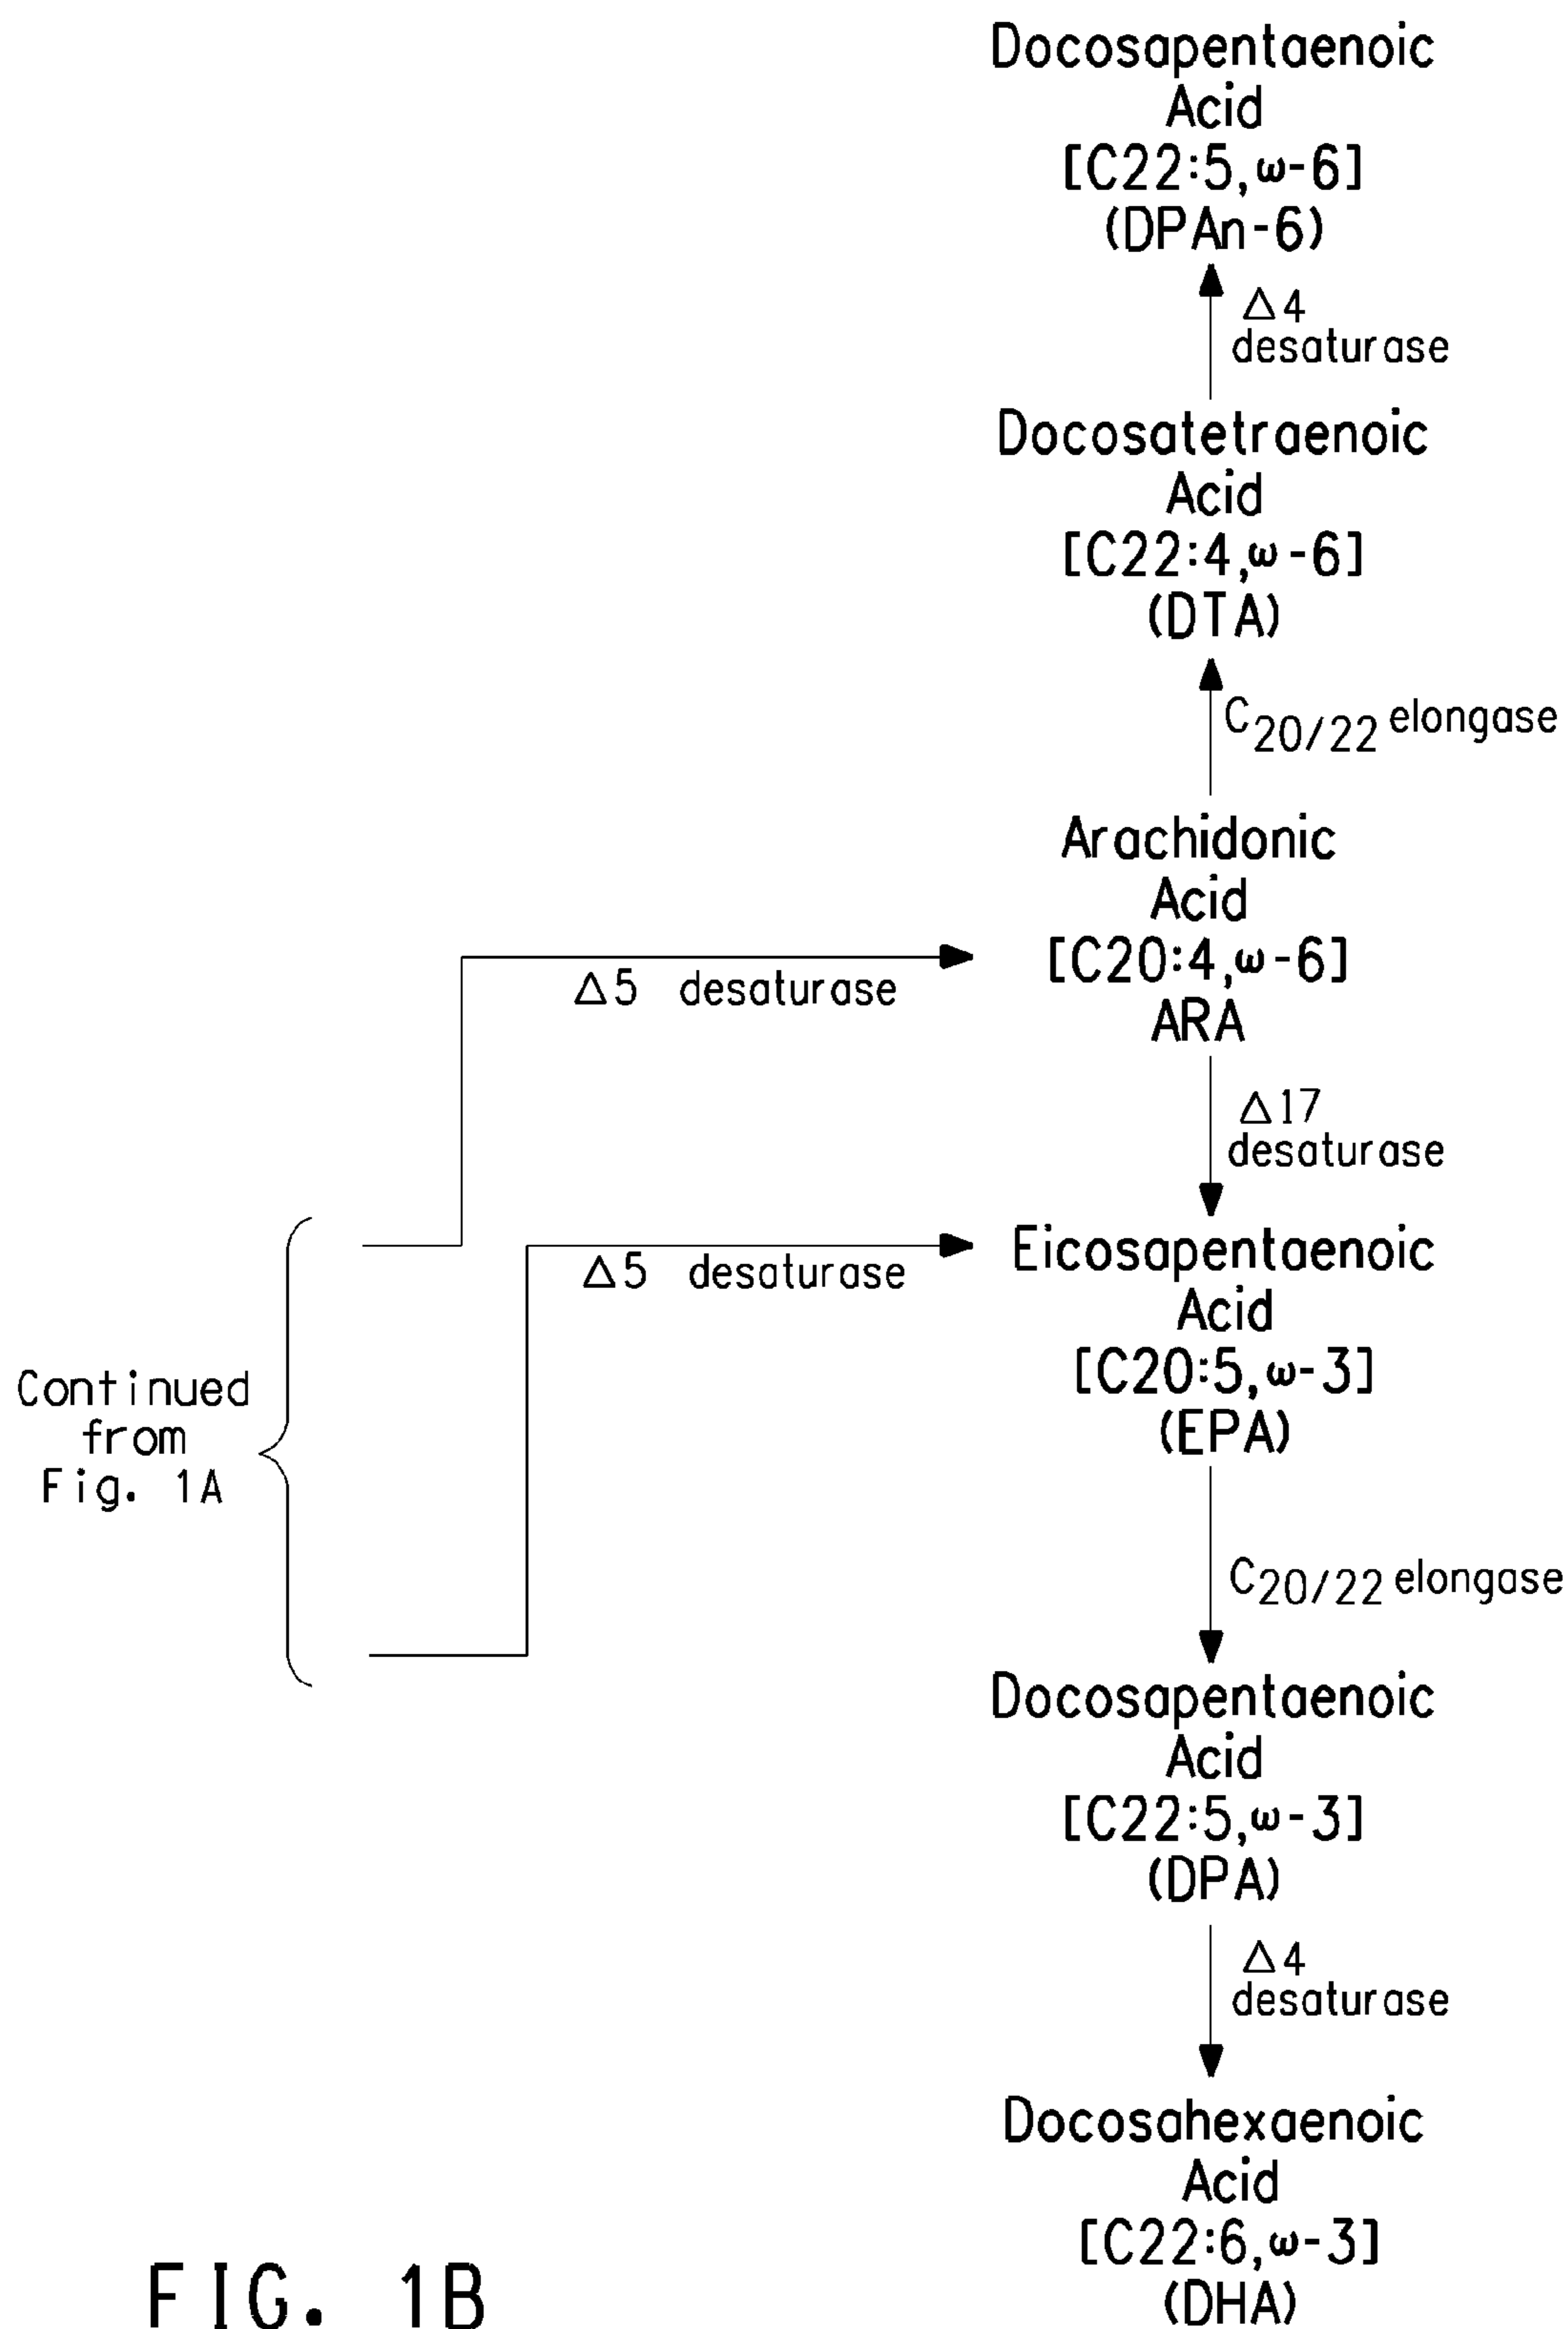 Docosapentaenoic
Acid
[C22:5,ω-6]
(DPAn-6)
Δ4
desaturase
Docosatetraenoic
Acid
[C22:4,ω-6]
(DTA)
C20/22 elongase
Arachidonic
Acid
[C20:4,ω-6]
ARA
Δ5 desaturase
Δ17
desaturase
Eicosapentaenoic
Acid
[C20:5,ω-3]
(EPA)
Δ5 desaturase
Continued
from
Fig. 1A
C20/22 elongase
Docosapentaenoic
Acid
[C22:5,ω-3]
(DPA)
Δ4
desaturase
Docosahexaenoic
Acid
[C22:6,ω-3]
(DHA)
FIG. 1B